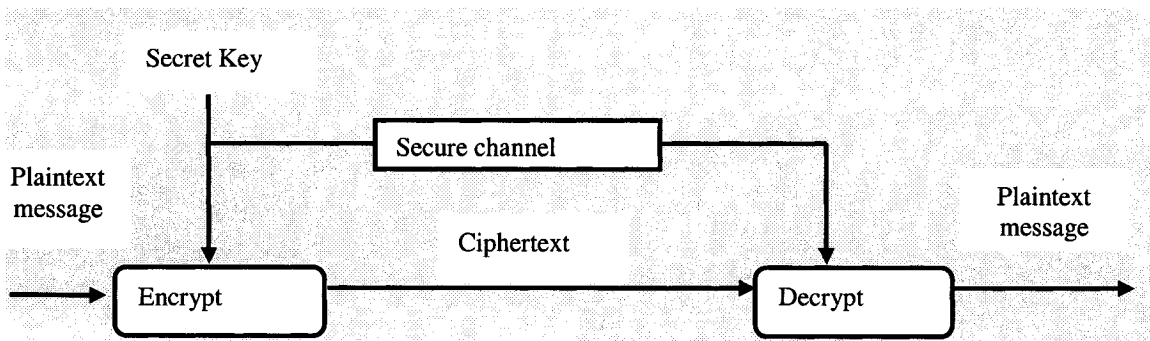 Secret Key
Secure channel
Plaintext
message
Ciphertext
Plaintext
message
Encrypt
Decrypt